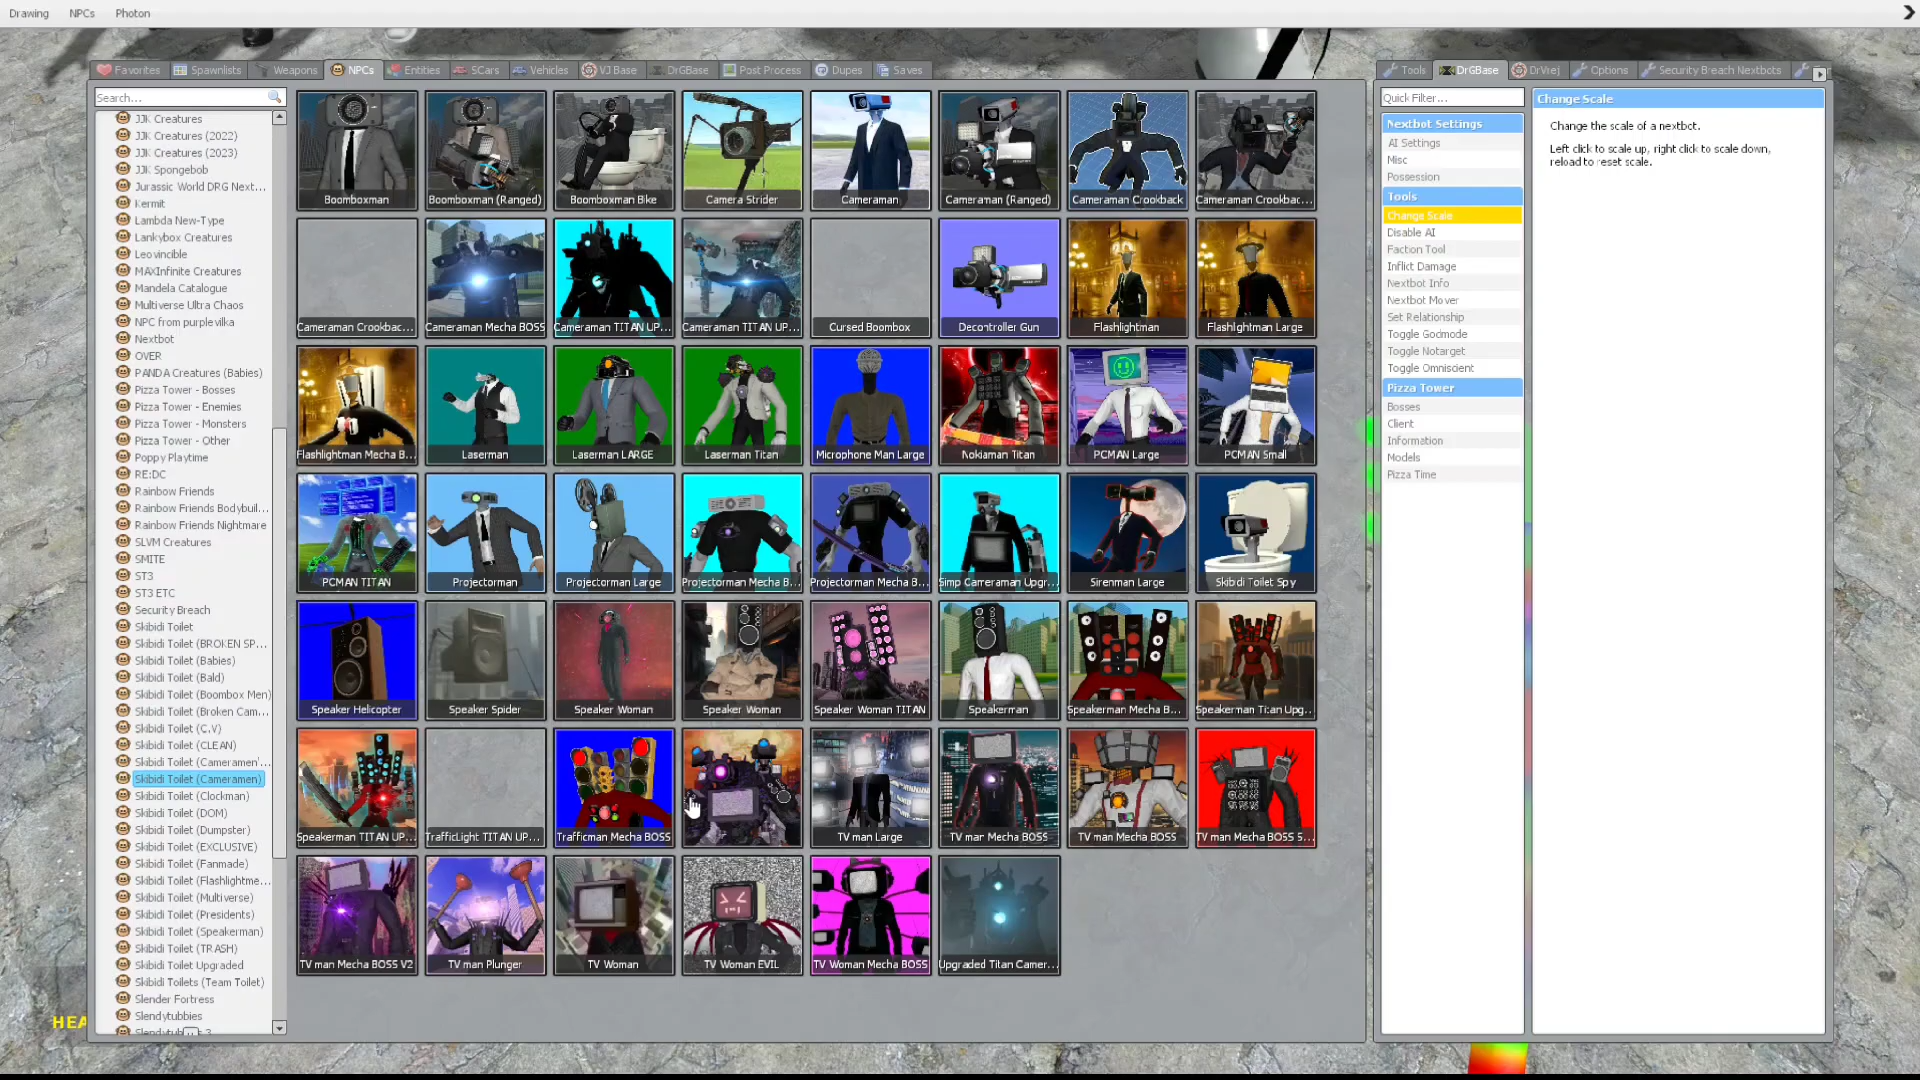 Drawing NPCs Photon
Favorites Spawnlists Weapons NPCs Entities SCars Vehicles VJ Base DrGBase Post Process Dupes Saves
Search...
JJK Creatures
JJK Creatures (2022)
JJK Creatures (2023)
JJK Spongebob
Jurassic World DRG Next...
Kermit
Lambda New-Type
Lankybox Creatures
Leovincible
MAXInfinite Creatures
Mandela Catalogue
Multiverse Ultra Chaos
NPC from purplevilka
Nextbot
OVER
PANDA Creatures (Babies)
Pizza Tower - Bosses
Pizza Tower - Enemies
Pizza Tower - Monsters
Pizza Tower - Other
Poppy Playtime
RE:DC
Rainbow Friends
Rainbow Friends Bodybuil...
Rainbow Friends Nightmare
SLVM Creatures
SMITE
ST3
ST3 ETC
Security Breach
Skibidi Toilet
Skibidi Toilet (BROKEN SP...
Skibidi Toilet (Babies)
Skibidi Toilet (Bald)
Skibidi Toilet (Boombox Men)
Skibidi Toilet (Broken Cam...
Skibidi Toilet (C.V)
Skibidi Toilet (CLEAN)
Skibidi Toilet (Cameramen'...
Skibidi Toilet (Cameramen)
Skibidi Toilet (Clockman)
Skibidi Toilet (DOM)
Skibidi Toilet (Dumpster)
Skibidi Toilet (EXCLUSIVE)
Skibidi Toilet (Fanmade)
Skibidi Toilet (Flashlightme...
Skibidi Toilet (Multiverse)
Skibidi Toilet (Presidents)
Skibidi Toilet (Speakerman)
Skibidi Toilet (TRASH)
Skibidi Toilet Upgraded
Skibidi Toilets (Team Toilet)
Slender Fortress
Slendytubbies
HEA
Boomboxman Boomboxman (Ranged) Boomboxman Bike Camera Strider Cameraman Cameraman (Ranged) Cameraman Crookback Cameraman Crookbac...
Cameraman Crookbac... Cameraman Mecha BOSS Cameraman TITAN UP... Cameraman TITAN UP... Cursed Boombox Decontroller Gun Flashlightman Flashlightman Large
Flashlightman Mecha B... Laserman Laserman LARGE Laserman Titan Microphone Man Large Nokiaman Titan PCMAN Large PCMAN Small
PCMAN TITAN Projectorman Projectorman Large Projectorman Mecha B... Projectorman Mecha B... Simp Cameraman Upgr... Sirenman Large Skibidi Toilet Spy
Speaker Helicopter Speaker Spider Speaker Woman Speaker Woman Speaker Woman TITAN Speakerman Speakerman Mecha B... Speakerman Titan Upg...
Speakerman TITAN UP... TrafficLight TITAN UP... Trafficman Mecha BOSS TV man Large TV man Mecha BOSS TV man Mecha BOSS TV man Mecha BOSS S...
TV man Mecha BOSS V2 TV man Plunger TV Woman TV Woman EVIL TV Woman Mecha BOSS Upgraded Titan Camer...
Tools DrGBase DrVrej Options Security Breach Nextbots
Quick Filter...
Nextbot Settings
AI Settings
Misc
Possession
Tools
Change Scale
Disable AI
Faction Tool
Inflict Damage
Nextbot Info
Nextbot Mover
Set Relationship
Toggle Godmode
Toggle Notarget
Toggle Omniscient
Pizza Tower
Bosses
Client
Information
Models
Pizza Time
Change Scale
Change the scale of a nextbot.
Left click to scale up, right click to scale down,
reload to reset scale.